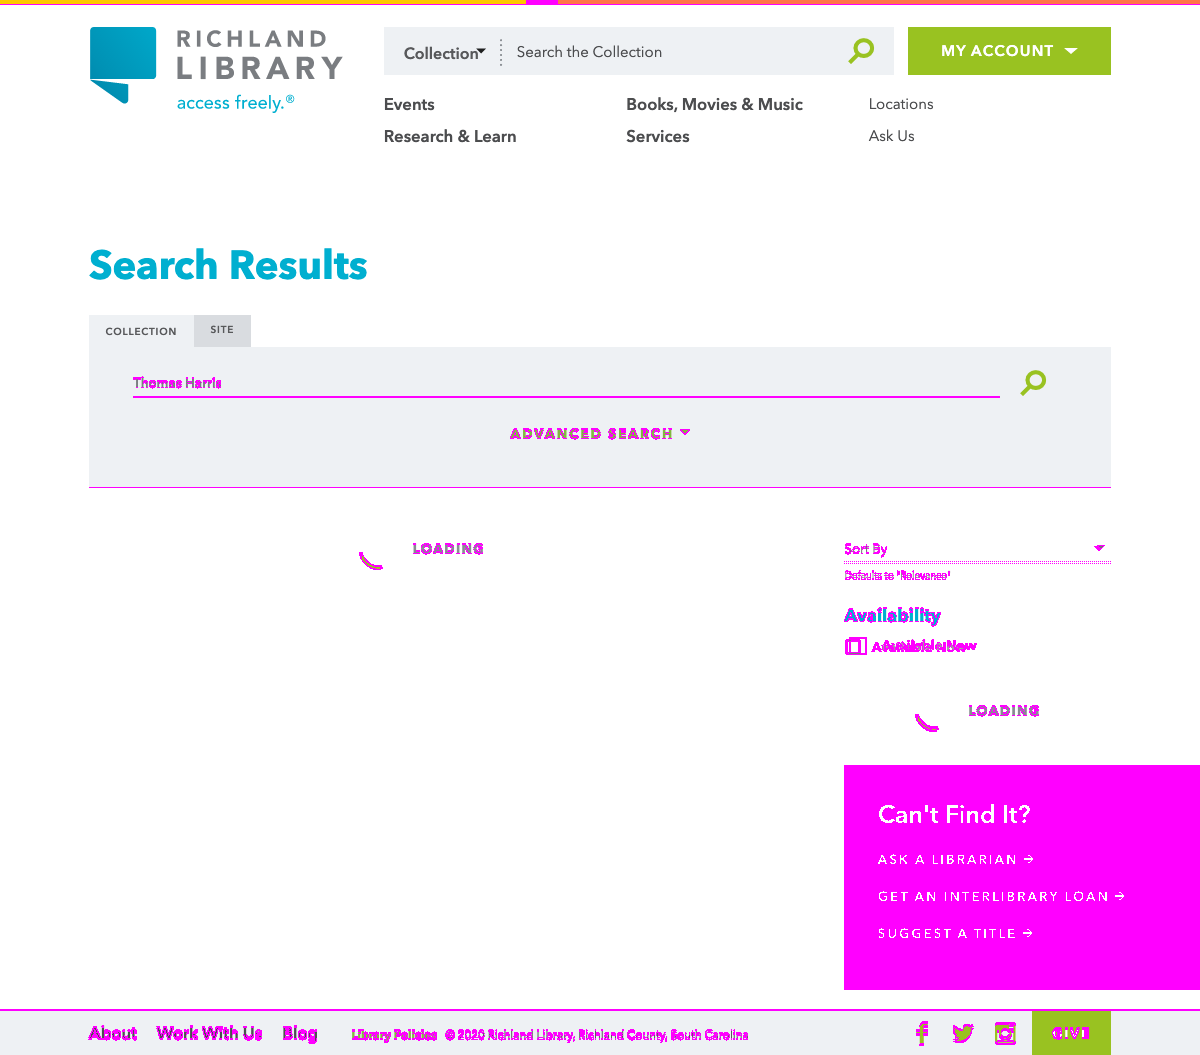 RICHLAND
LIBRARY
access freely.®
Collection
Search the Collection
MY ACCOUNT
Events
Books, Movies & Music
Locations
Research & Learn
Services
Ask Us
Search Results
COLLECTION
SITE
Thomas Harris
ADVANCED SEARCH
LOADING
Sort By
Defaults to "Relevance"
Availability
Available Now
LOADING
Can't Find It?
ASK A LIBRARIAN →
GET AN INTERLIBRARY LOAN →
SUGGEST A TITLE →
About Work With Us Blog Library Policies © 2020 Richland Library, Richland County, South Carolina
GIVE